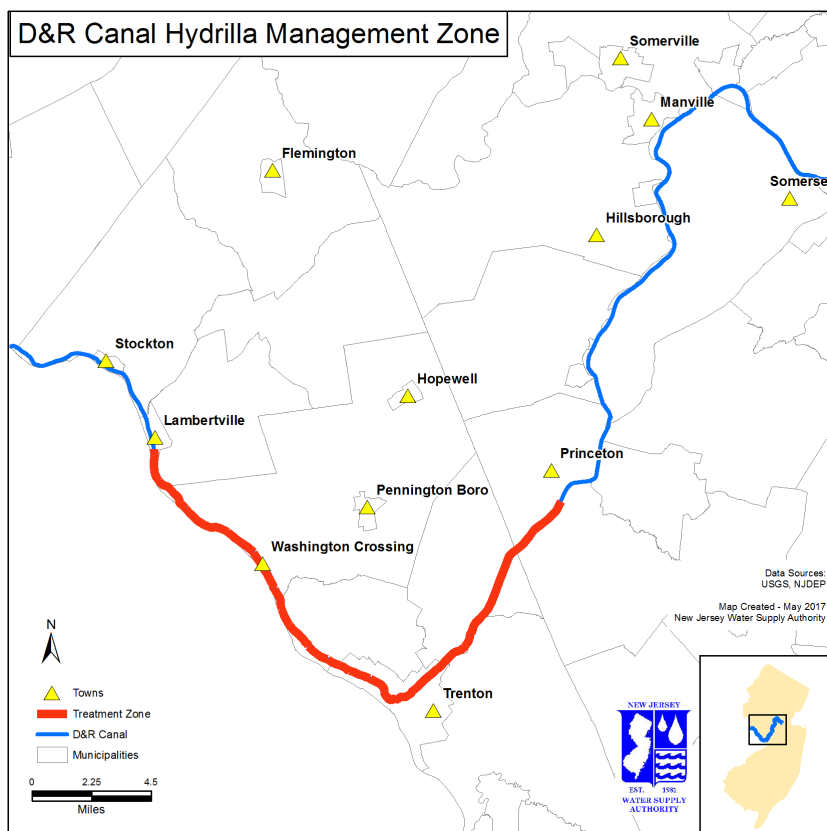 D&R Canal Hydrilla Management Zone
Somerville
Manville
Flemington
Somerse
Hillsborough
Stockton
Hopewell
Lambertville
Princeton
Pennington Boro
Washington Crossing
Data Sources:
USGS, NJDEP
Map Created - May 2017
New Jersey Water Supply Authority
N
Trenton
Towns
Treatment Zone
D&R Canal
Municipalities
0 2.25 4.5
Miles
NEW JERSEY
EST. 1981
WATER SUPPLY
AUTHORITY